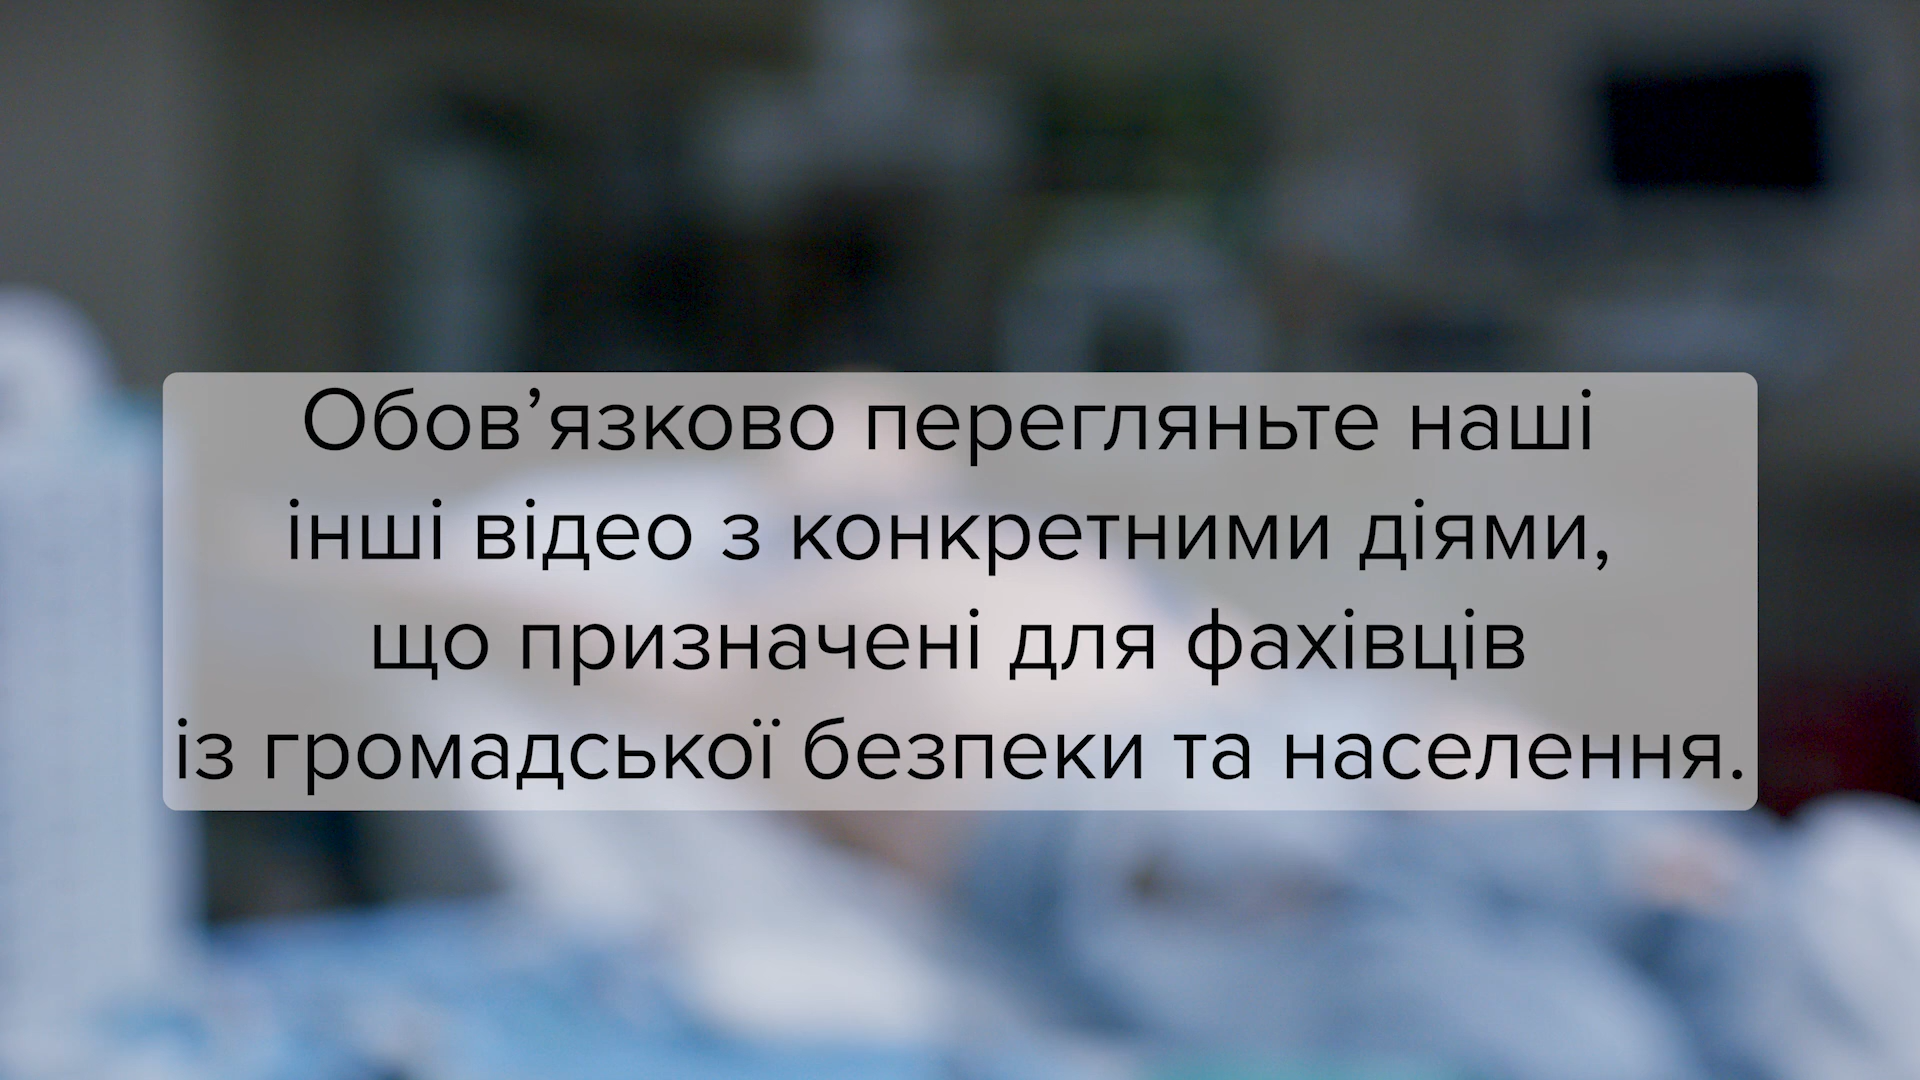 Обов’язково перегляньте наші
інші відео з конкретними діями,
що призначені для фахівців
із громадської безпеки та населення.